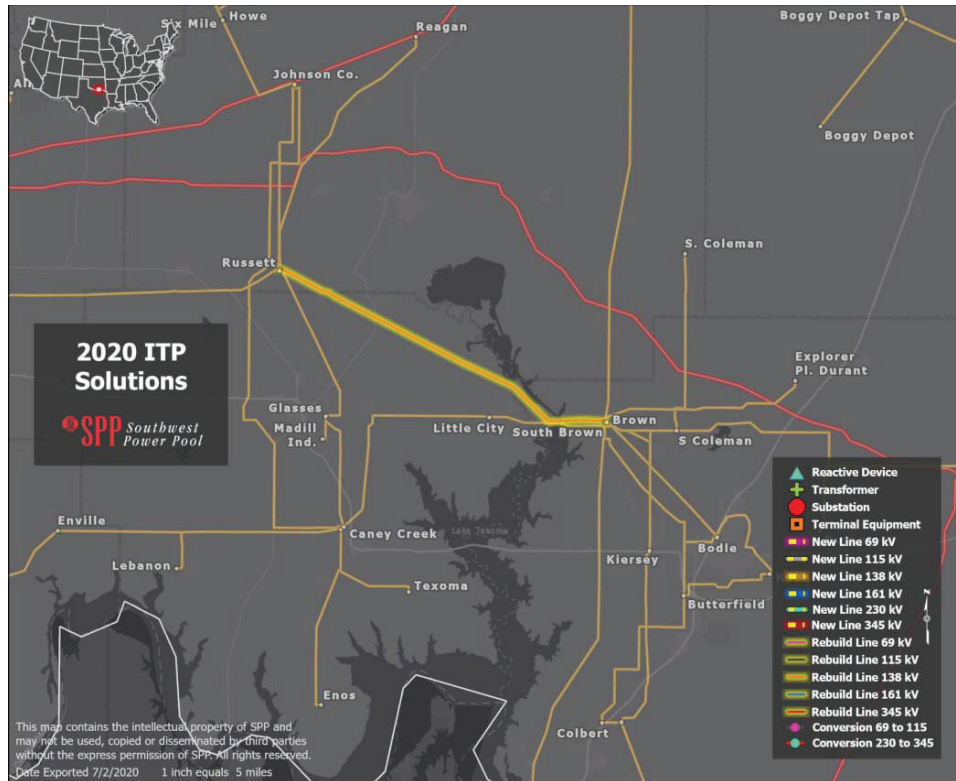 Six Mile
Howe
Reagan
Boggy Depot Tap
Johnson Co.
Boggy Depot
S. Coleman
Russett
2020 ITP
Solutions
SPP Southwest
Power Pool
Explorer
Pl. Durant
Glasses
Madill
Ind.
Little City
South Brown
Brown
S Coleman
Enville
Caney Creek
Lake Texoma
Lebanon
Texoma
Kiersey
Bodle
Butterfield
Enos
Colbert
Reactive Device
Transformer
Substation
Terminal Equipment
New Line 69 kV
New Line 115 kV
New Line 138 kV
New Line 161 kV
New Line 230 kV
New Line 345 kV
Rebuild Line 69 kV
Rebuild Line 115 kV
Rebuild Line 138 kV
Rebuild Line 161 kV
Rebuild Line 345 kV
Conversion 69 to 115
Conversion 230 to 345
This map contains the intellectual property of SPP and
may not be used, copied or disseminated by third parties
without the express permission of SPP. All rights reserved.
Date Exported 7/2/2020 1 inch equals 5 miles